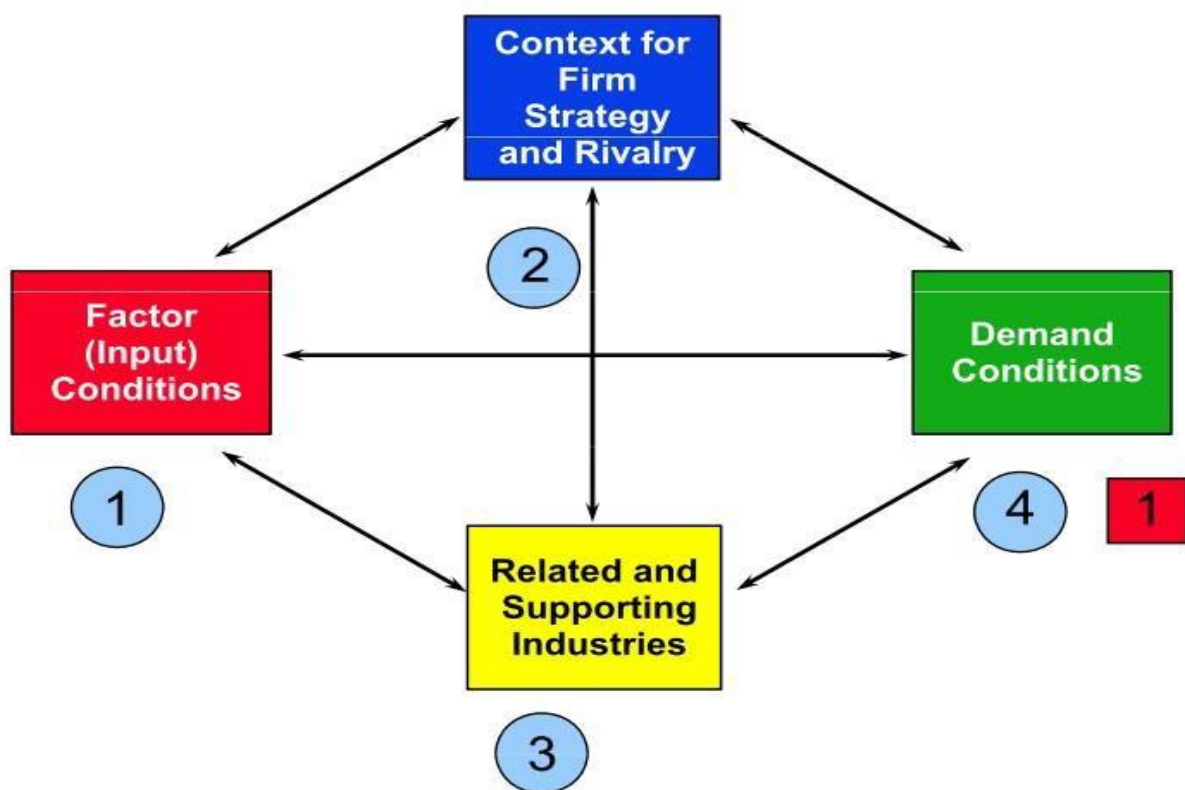 Context for
Firm
Strategy
and Rivalry
2
Factor
(Input)
Conditions
Demand
Conditions
1
4
1
Related and
Supporting
Industries
3